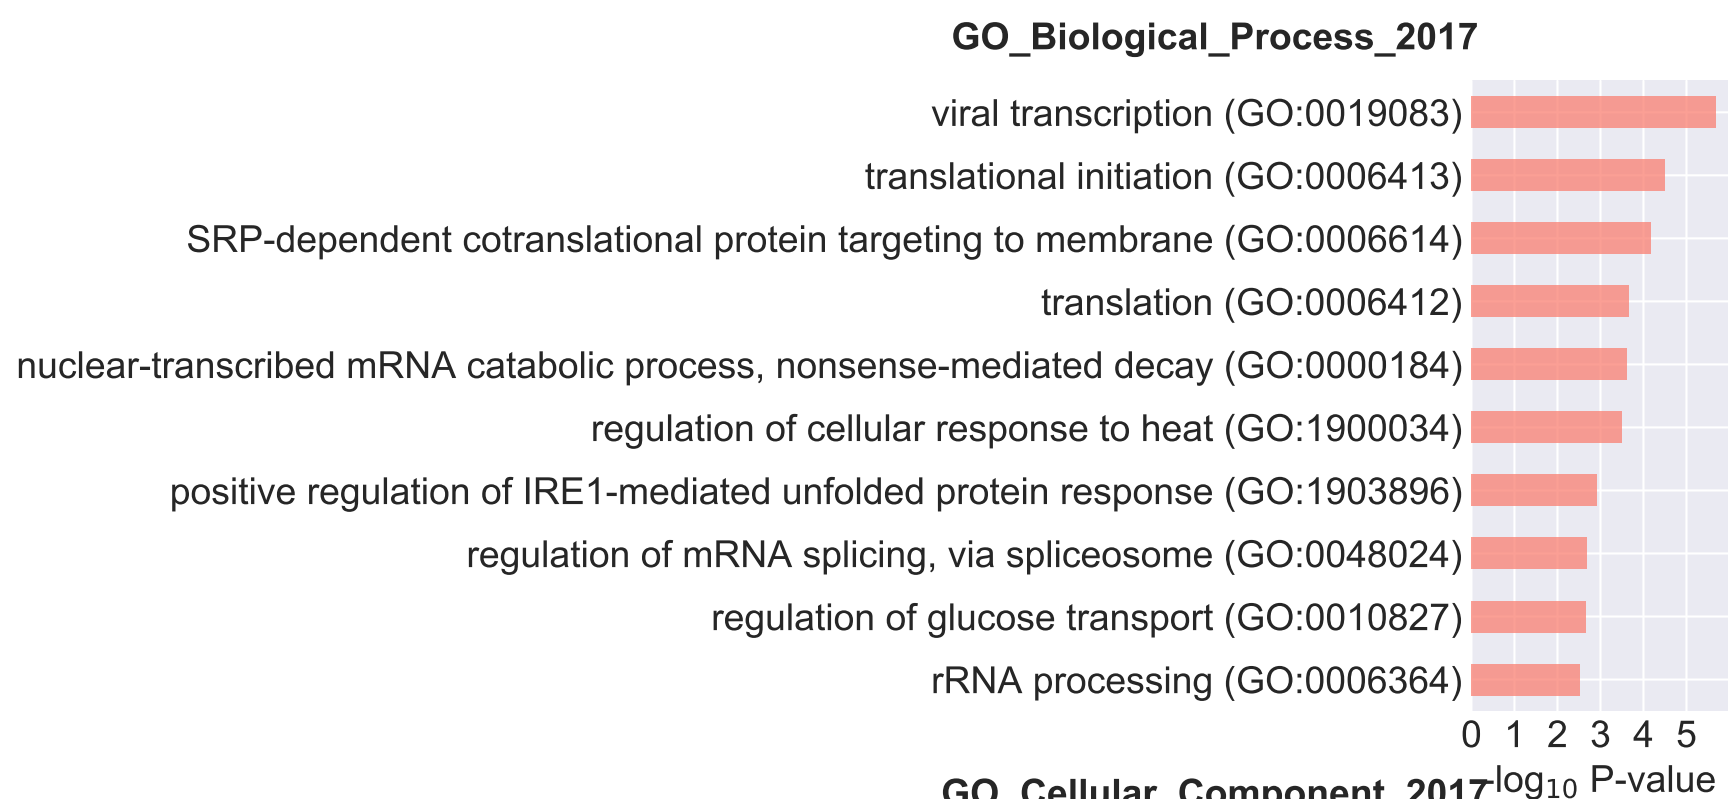 GO_Biological_Process_2017
viral transcription (GO:0019083)
translational initiation (GO:0006413)
SRP-dependent cotranslational protein targeting to membrane (GO:0006614)
translation (GO:0006412)
nuclear-transcribed mRNA catabolic process, nonsense-mediated decay (GO:0000184)
regulation of cellular response to heat (GO:1900034)
positive regulation of IRE1-mediated unfolded protein response (GO:1903896)
regulation of mRNA splicing, via spliceosome (GO:0048024)
regulation of glucose transport (GO:0010827)
rRNA processing (GO:0006364)
0 1 2 3 4 5
-log₁₀ P-value
GO_Cellular_Component_2017